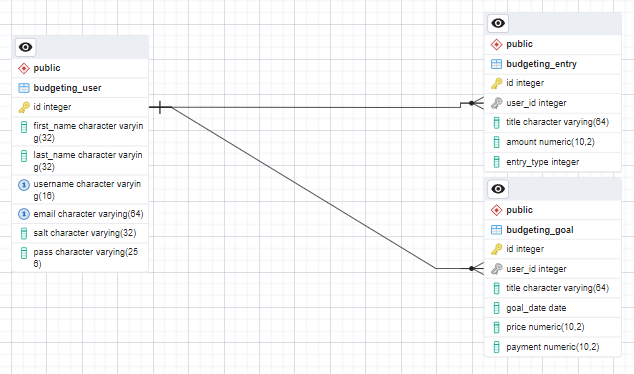 public
budgeting_user
id integer
first_name character varyin
g(32)
last_name character varyin
g(32)
username character varyin
g(16)
email character varying(64)
salt character varying(32)
pass character varying(25
6)
public
budgeting_entry
id integer
user_id integer
title character varying(64)
amount numeric(10,2)
entry_type integer
public
budgeting_goal
id integer
user_id integer
title character varying(64)
goal_date date
price numeric(10,2)
payment numeric(10,2)